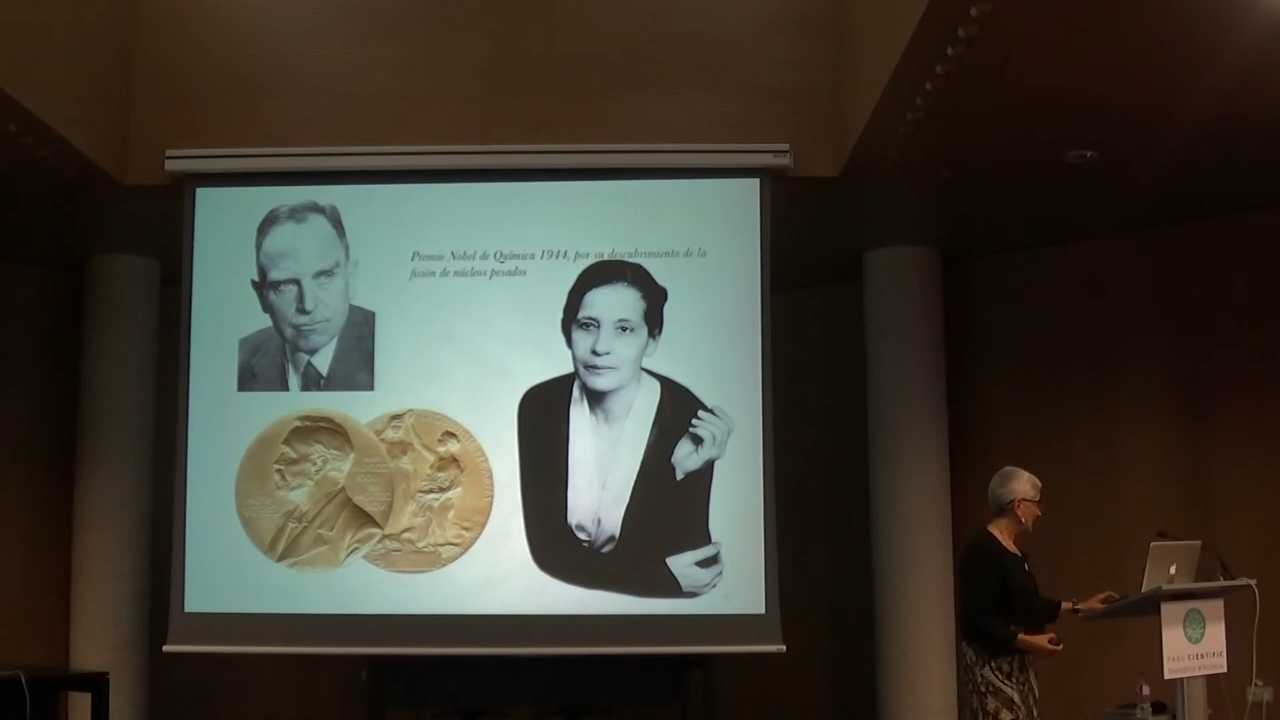 Premio Nobel de Química 1944, por su descubrimiento de la
fisión de núcleos pesados
PARC CIENTÍFIC